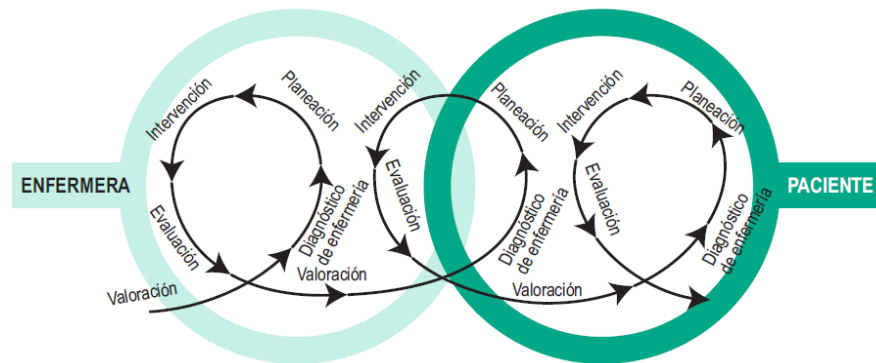 ENFERMERA
Valoración
Diagnóstico
de enfermería
Planeación
Intervención
Evaluación
Valoración
Diagnóstico
de enfermería
Planeación
Intervención
Evaluación
Valoración
Diagnóstico
de enfermería
Planeación
Intervención
Evaluación
PACIENTE